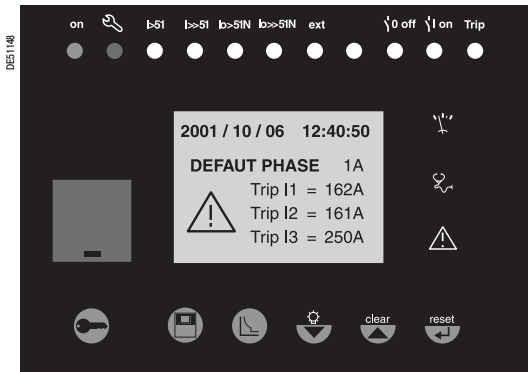 DE51148
on I>51 I>>51 Io>51N Io>>51N ext 0 off I on Trip
2001 / 10 / 06 12:40:50
DEFAUT PHASE 1A
Trip I1 = 162A
Trip I2 = 161A
Trip I3 = 250A
clear reset